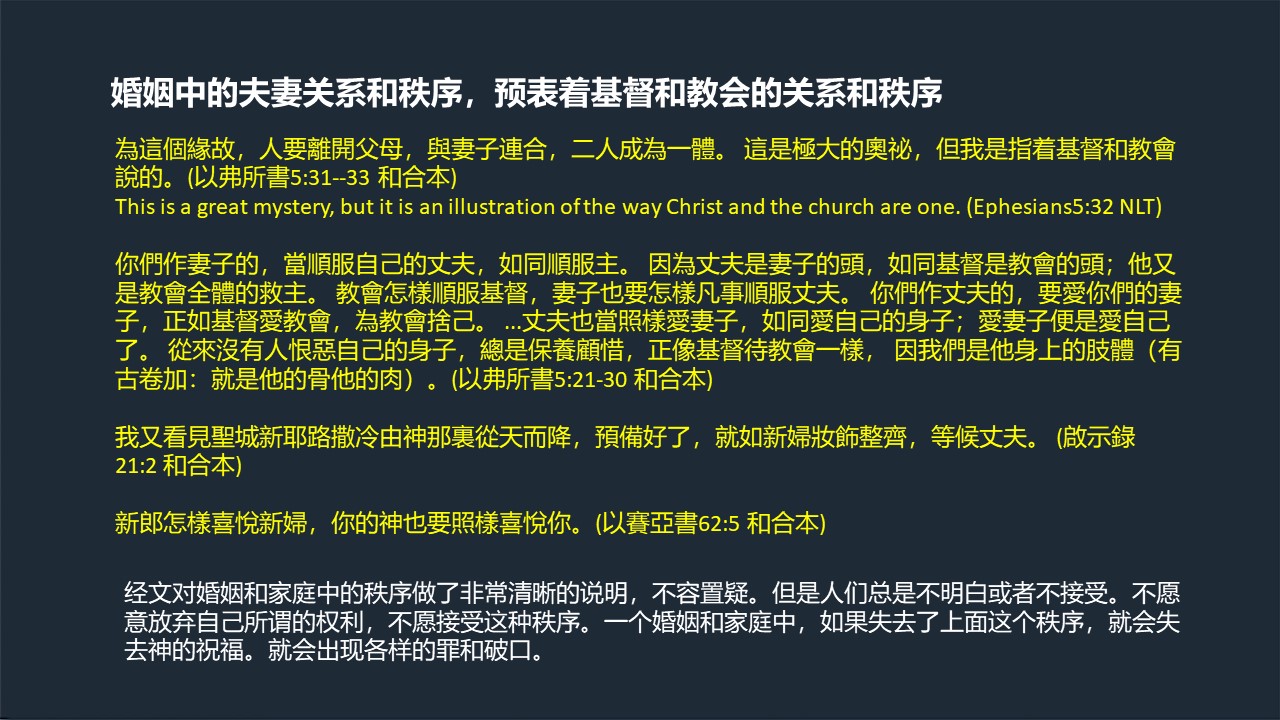 婚姻中的夫妻关系和秩序，预表着基督和教会的关系和秩序
為這個緣故，人要離開父母，與妻子連合，二人成為一體。 這是極大的奧祕，但我是指着基督和教會
說的。(以弗所書5:31--33 和合本)
This is a great mystery, but it is an illustration of the way Christ and the church are one. (Ephesians5:32 NLT)
你們作妻子的，當順服自己的丈夫，如同順服主。 因為丈夫是妻子的頭，如同基督是教會的頭；他又
是教會全體的救主。 教會怎樣順服基督，妻子也要怎樣凡事順服丈夫。 你們作丈夫的，要愛你們的妻
子，正如基督愛教會，為教會捨己。 ...丈夫也當照樣愛妻子，如同愛自己的身子；愛妻子便是愛自己
了。 從來沒有人恨惡自己的身子，總是保養顧惜，正像基督待教會一樣， 因我們是他身上的肢體（有
古卷加：就是他的骨他的肉）。(以弗所書5:21-30 和合本)
我又看見聖城新耶路撒冷由神那裏從天而降，預備好了，就如新婦妝飾整齊，等候丈夫。 (啟示錄
21:2 和合本)
新郎怎樣喜悅新婦，你的神也要照樣喜悅你。(以賽亞書62:5 和合本)
经文对婚姻和家庭中的秩序做了非常清晰的说明，不容置疑。但是人们总是不明白或者不接受。不愿
意放弃自己所谓的权利，不愿接受这种秩序。一个婚姻和家庭中，如果失去了上面这个秩序，就会失
去神的祝福。就会出现各样的罪和破口。